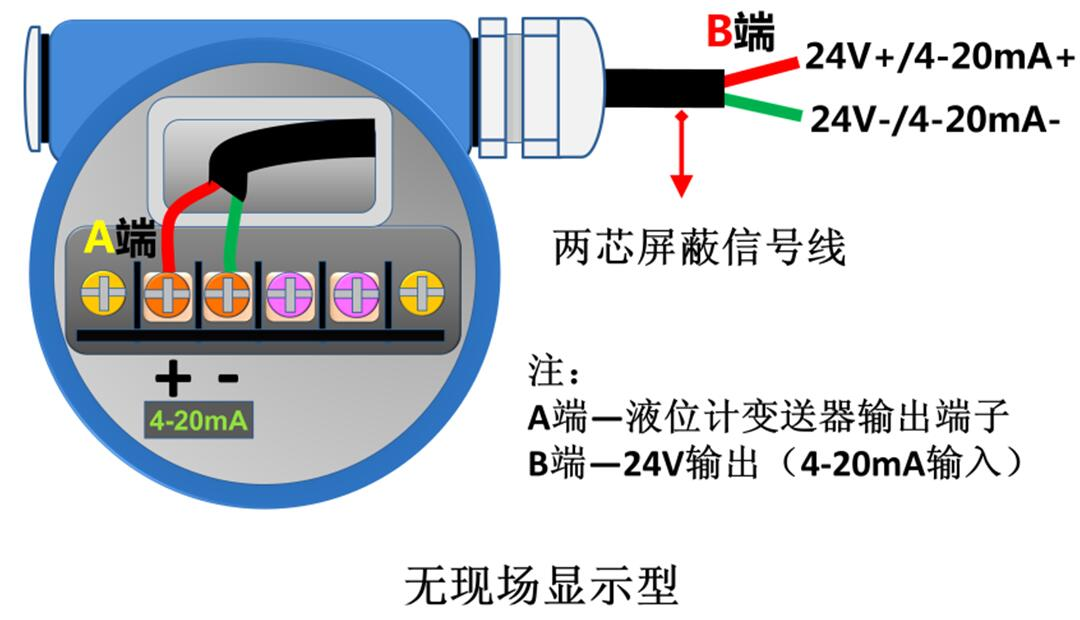 B端
24V+/4-20mA+
24V-/4-20mA-
两芯屏蔽信号线
A端
+ -
4-20mA
注：
A端—液位计变送器输出端子
B端—24V输出（4-20mA输入）
无现场显示型